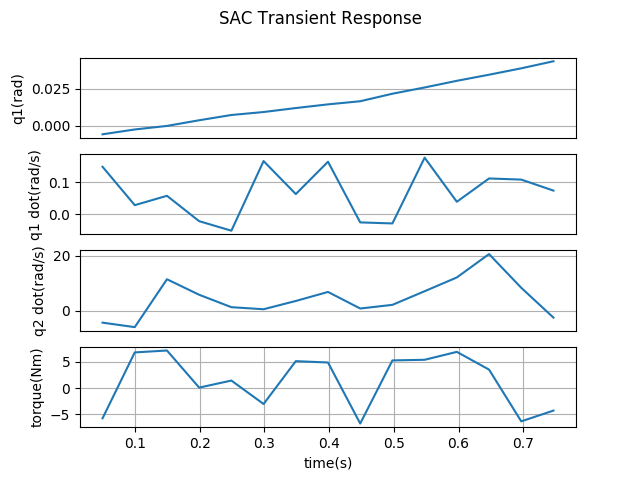 SAC Transient Response
q1(rad)
0.025
0.000
q1 dot(rad/s)
0.1
0.0
q2 dot(rad/s)
20
0
torque(Nm)
5
0
−5
0.1 0.2 0.3 0.4 0.5 0.6 0.7
time(s)